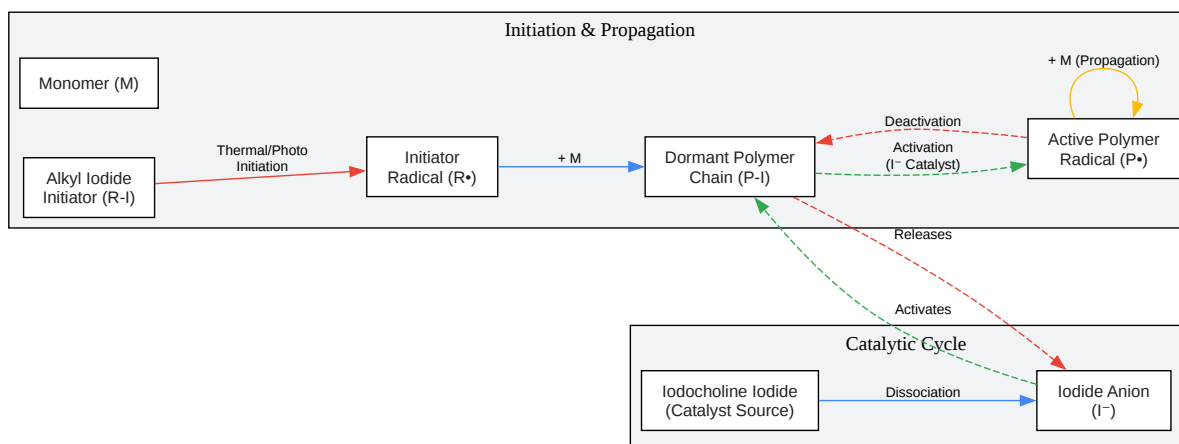 Initiation & Propagation
Monomer (M)
+ M (Propagation)
Deactivation
Active Polymer
Radical (P•)
Thermal/Photo
Initiation
Initiator
Radical (R•)
+ M
Dormant Polymer
Chain (P-I)
Activation
(I⁻ Catalyst)
Alkyl Iodide
Initiator (R-I)
Releases
Activates
Catalytic Cycle
Iodocholine Iodide
(Catalyst Source)
Dissociation
Iodide Anion
(I⁻)